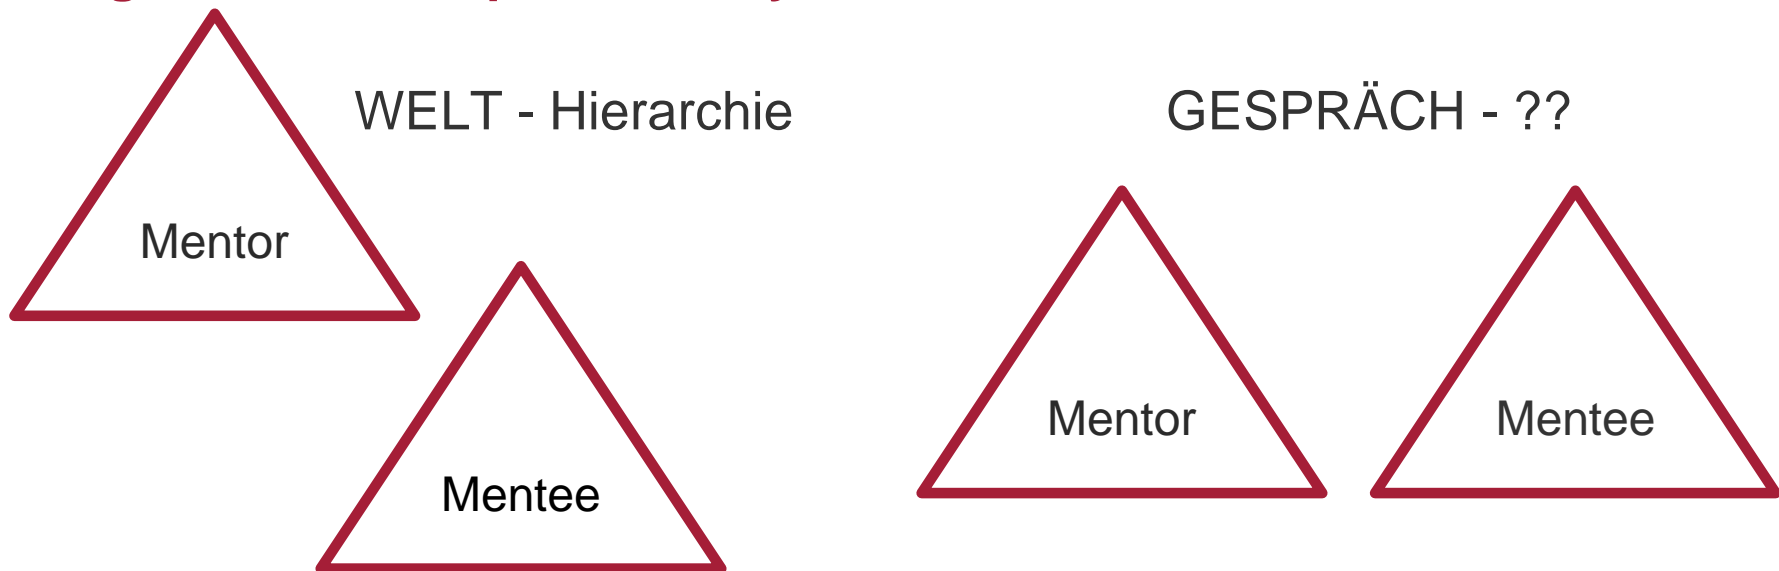 WELT - Hierarchie
GESPRÄCH - ??
Mentor
Mentee
Mentor
Mentee